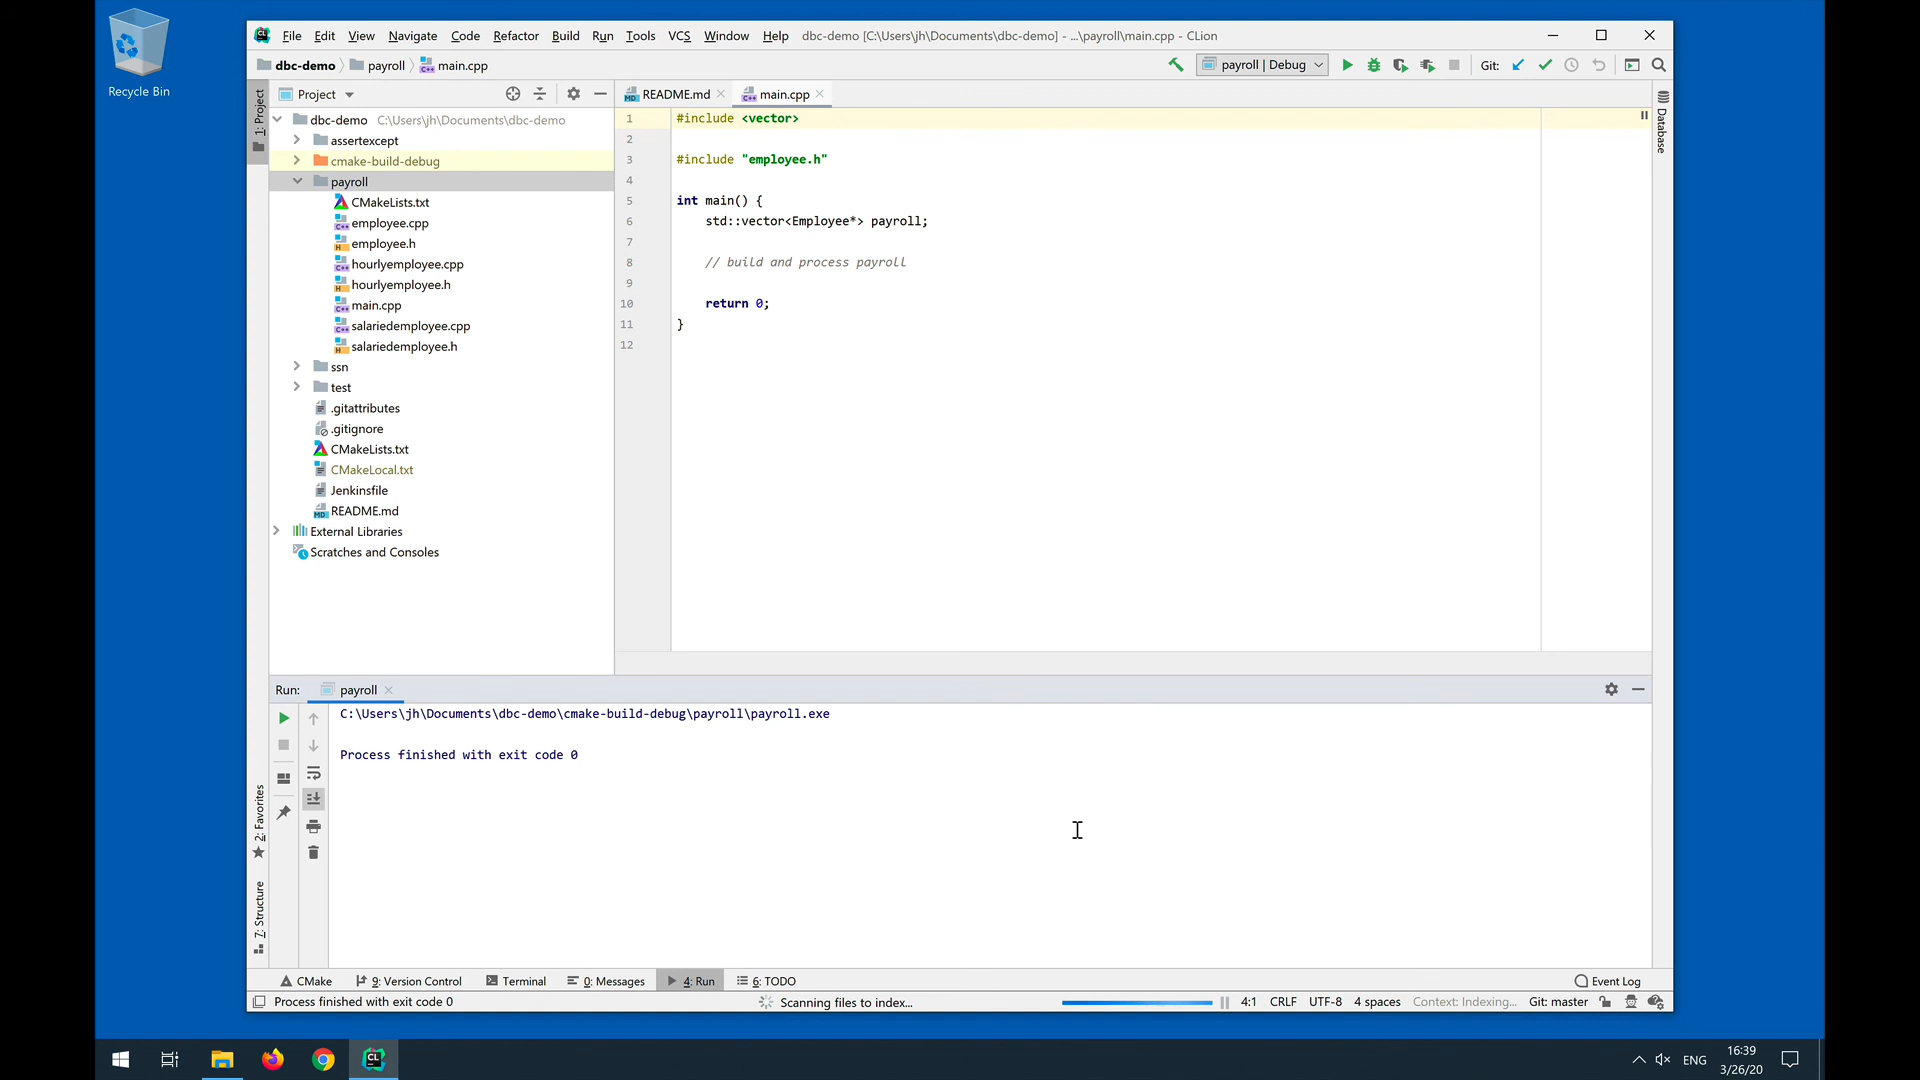 Recycle Bin
File Edit View Navigate Code Refactor Build Run Tools VCS Window Help dbc-demo [C:\Users\jh\Documents\dbc-demo] - ...\payroll\main.cpp - CLion
dbc-demo payroll main.cpp payroll | Debug Git:
1: Project
Project
README.md main.cpp
Database
dbc-demo C:\Users\jh\Documents\dbc-demo
assertexcept
cmake-build-debug
payroll
CMakeLists.txt
employee.cpp
employee.h
hourlyemployee.cpp
hourlyemployee.h
main.cpp
salariedemployee.cpp
salariedemployee.h
ssn
test
.gitattributes
.gitignore
CMakeLists.txt
CMakeLocal.txt
Jenkinsfile
README.md
External Libraries
Scratches and Consoles
1 #include <vector>
2
3 #include "employee.h"
4
5 int main() {
6 std::vector<Employee*> payroll;
7
8 // build and process payroll
9
10 return 0;
11 }
12
Run: payroll
C:\Users\jh\Documents\dbc-demo\cmake-build-debug\payroll\payroll.exe
Process finished with exit code 0
2: Favorites
7: Structure
CMake 9: Version Control Terminal 0: Messages 4: Run 6: TODO Event Log
Process finished with exit code 0 Scanning files to index... 4:1 CRLF UTF-8 4 spaces Context: Indexing... Git: master
ENG
16:39
3/26/20